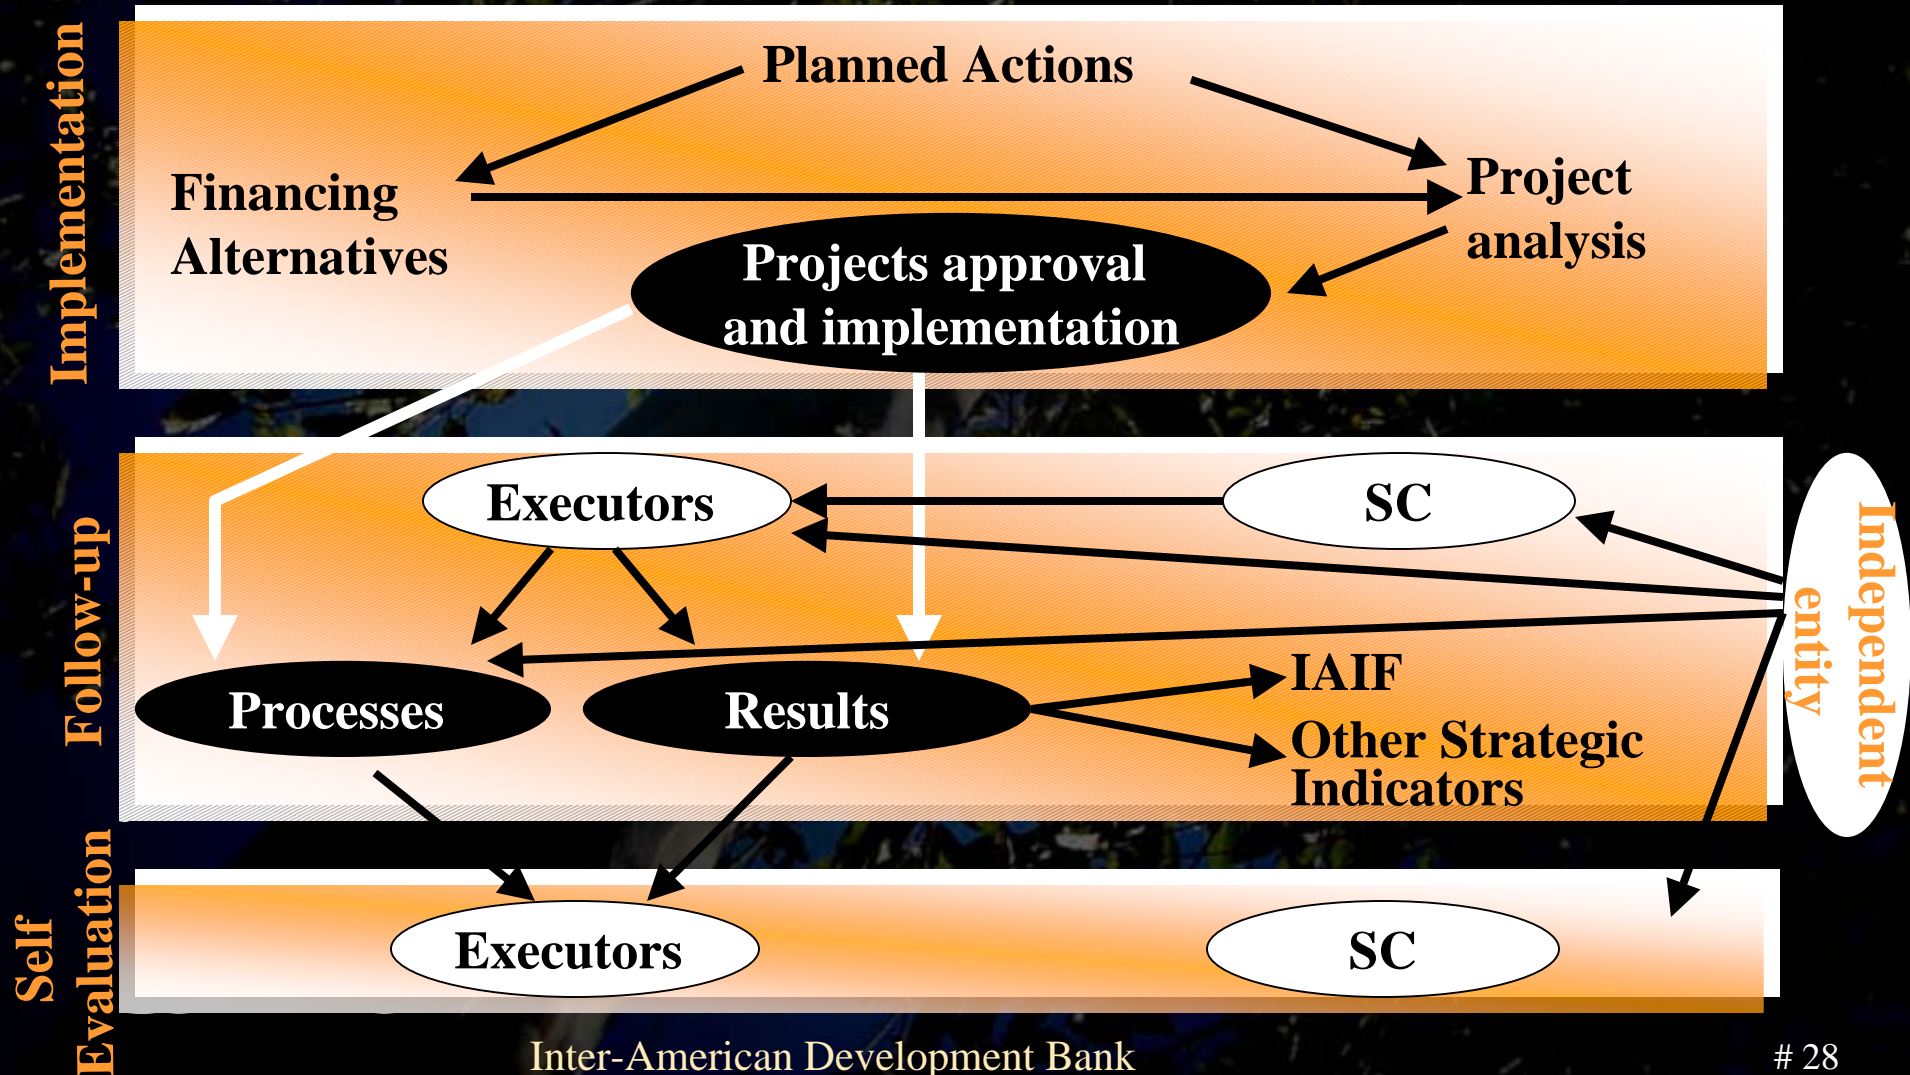 Implementation
Planned Actions
Financing
Alternatives
Project
analysis
Projects approval
and implementation
Follow-up
Executors
SC
Independent
entity
Processes
Results
IAIF
Other Strategic
Indicators
Self
Evaluation
Executors
SC
Inter-American Development Bank
# 28